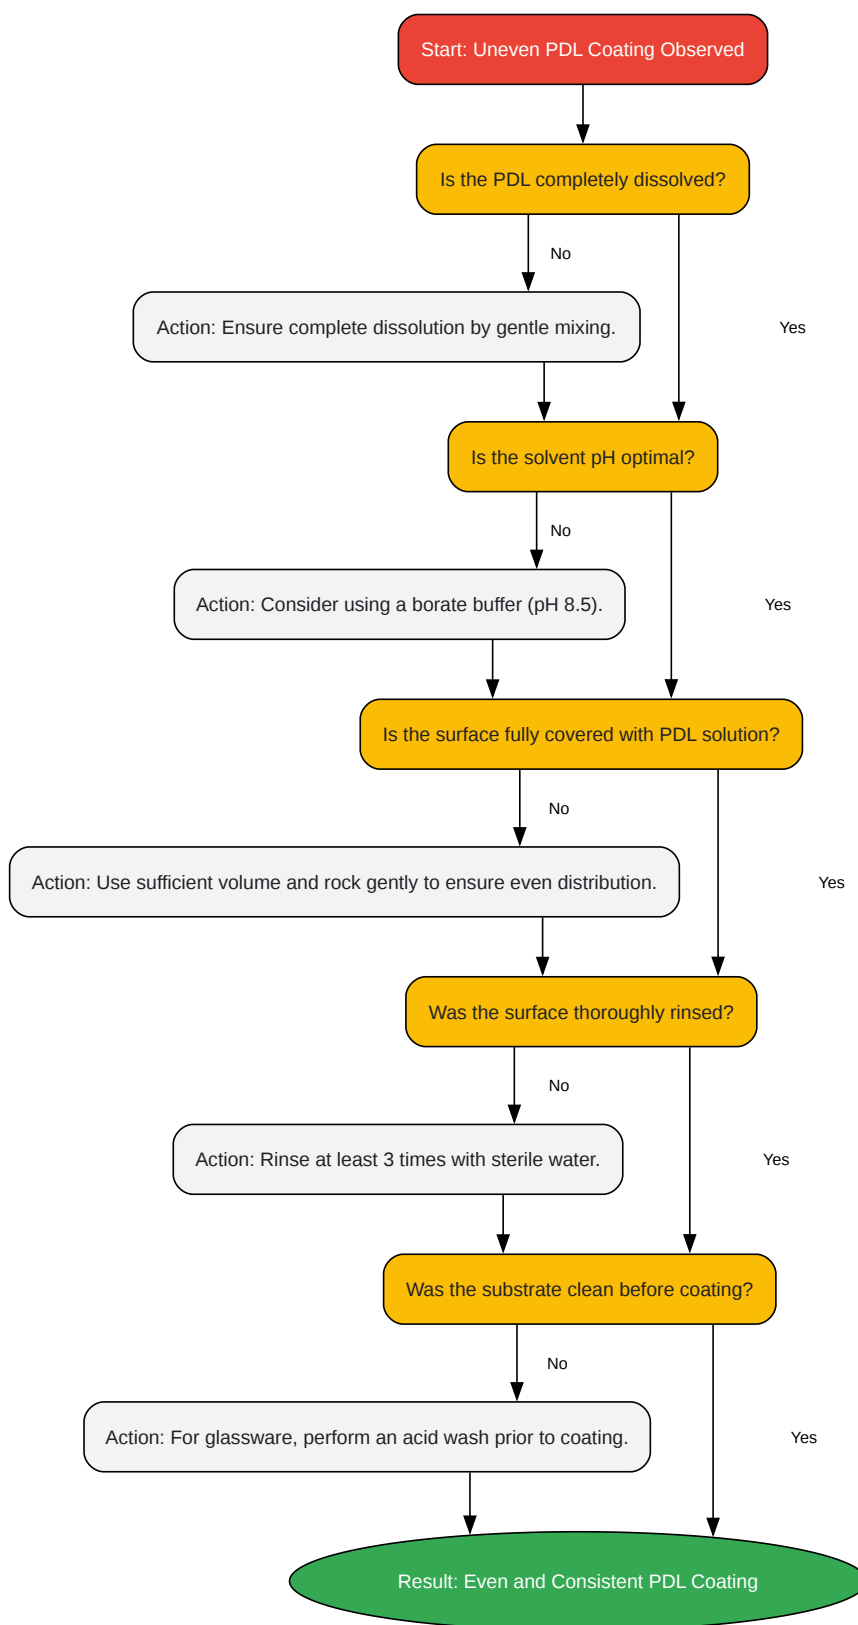 Start: Uneven PDL Coating Observed
Is the PDL completely dissolved?
No
Action: Ensure complete dissolution by gentle mixing.
Yes
Is the solvent pH optimal?
No
Action: Consider using a borate buffer (pH 8.5).
Yes
Is the surface fully covered with PDL solution?
No
Action: Use sufficient volume and rock gently to ensure even distribution.
Yes
Was the surface thoroughly rinsed?
No
Action: Rinse at least 3 times with sterile water.
Yes
Was the substrate clean before coating?
No
Action: For glassware, perform an acid wash prior to coating.
Yes
Result: Even and Consistent PDL Coating